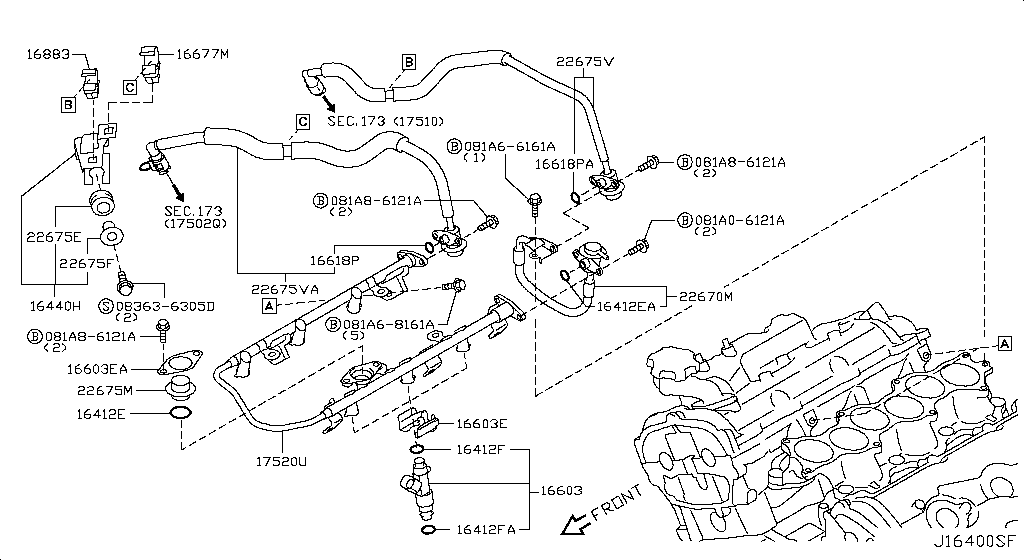 16883
16677M
B
C
B
22675V
SEC.173 (17510)
C
B 081A6-6161A
(1)
16618PA
B 081A8-6121A
(2)
B 081A8-6121A
(2)
SEC.173
(17502Q)
B 081A0-6121A
(2)
22675E
22675F
16618P
22675VA
16440H
A
S 08363-6305D
(2)
22670M
16412EA
B 081A6-8161A
(5)
B 081A8-6121A
(2)
A
16603EA
22675M
16412E
16603E
16412F
17520U
16603
FRONT
16412FA
J16400SF